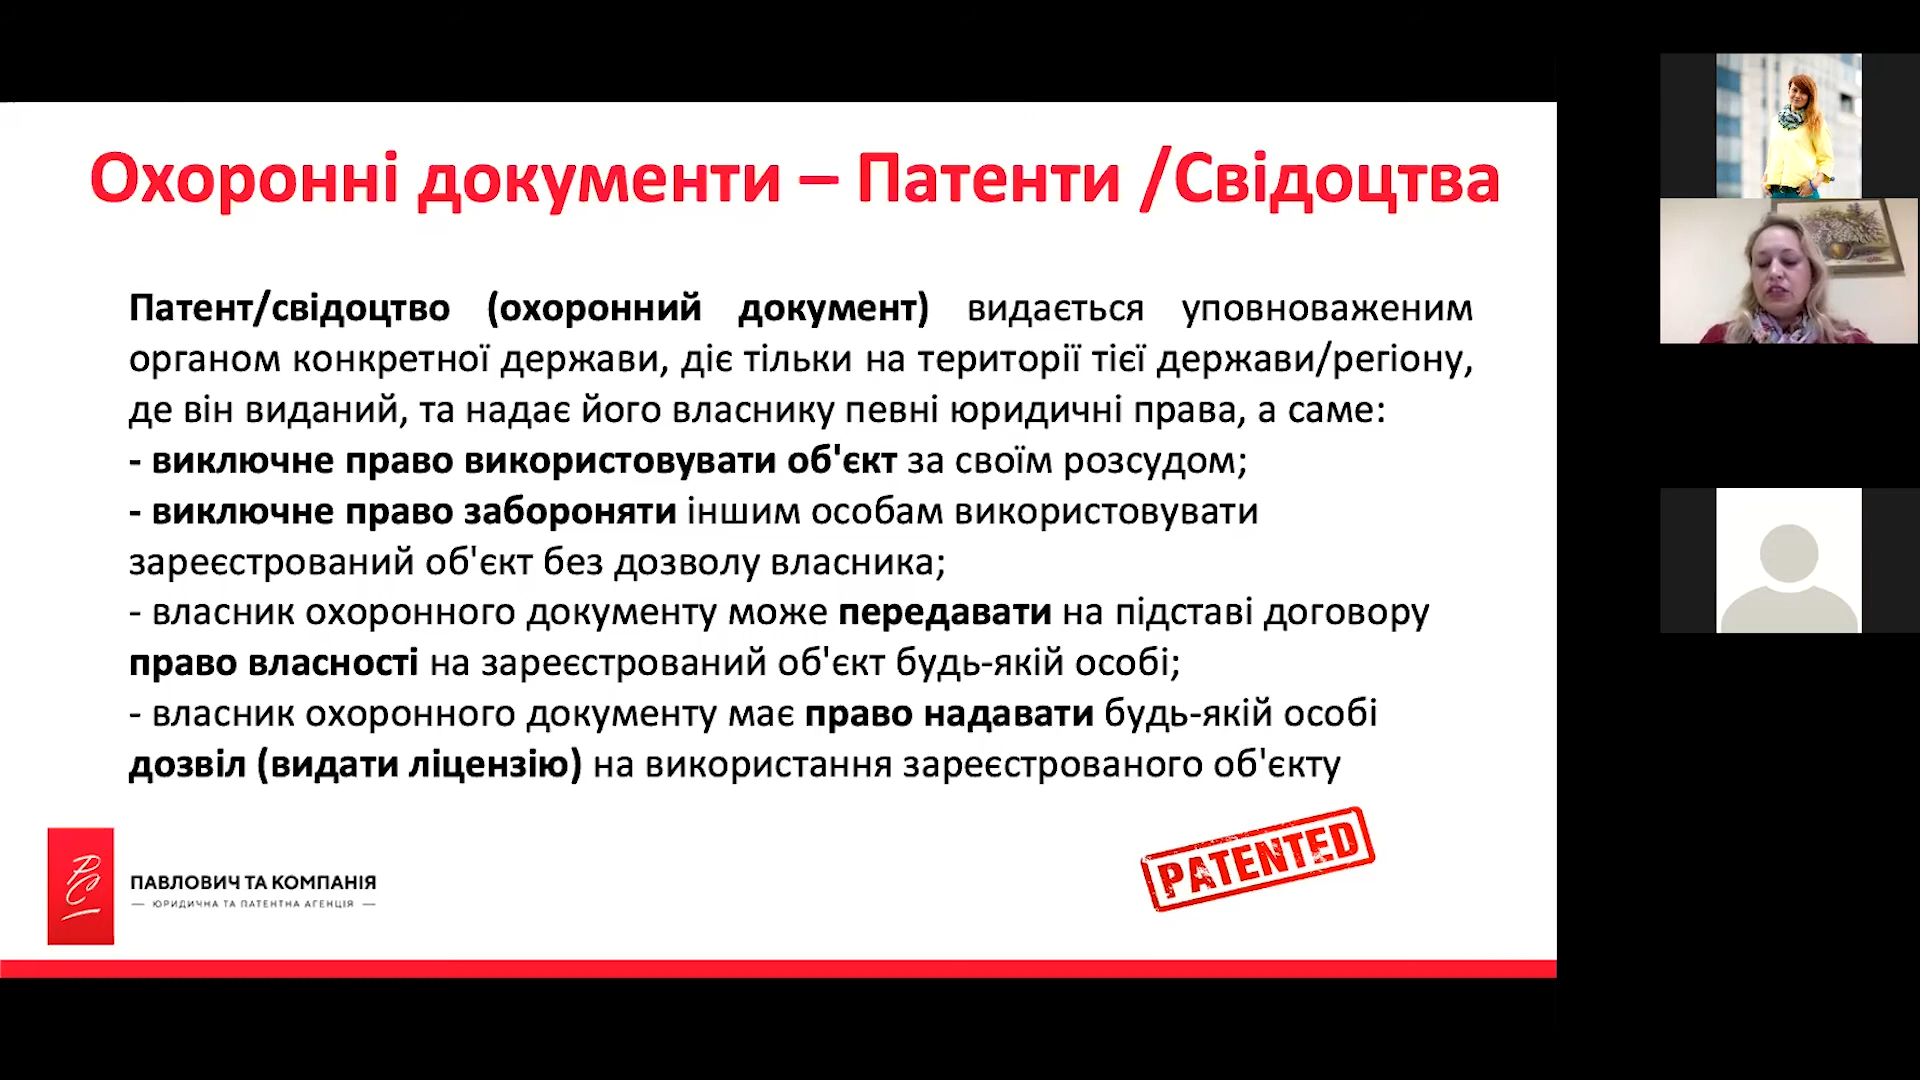 Охоронні документи – Патенти /Свідоцтва
Патент/свідоцтво (охоронний документ) видається уповноваженим
органом конкретної держави, діє тільки на території тієї держави/регіону,
де він виданий, та надає його власнику певні юридичні права, а саме:
- виключне право використовувати об'єкт за своїм розсудом;
- виключне право забороняти іншим особам використовувати
зареєстрований об'єкт без дозволу власника;
- власник охоронного документу може передавати на підставі договору
право власності на зареєстрований об'єкт будь-якій особі;
- власник охоронного документу має право надавати будь-якій особі
дозвіл (видати ліцензію) на використання зареєстрованого об'єкту
PATENTED
ПАВЛОВИЧ ТА КОМПАНІЯ
— ЮРИДИЧНА ТА ПАТЕНТНА АГЕНЦІЯ —